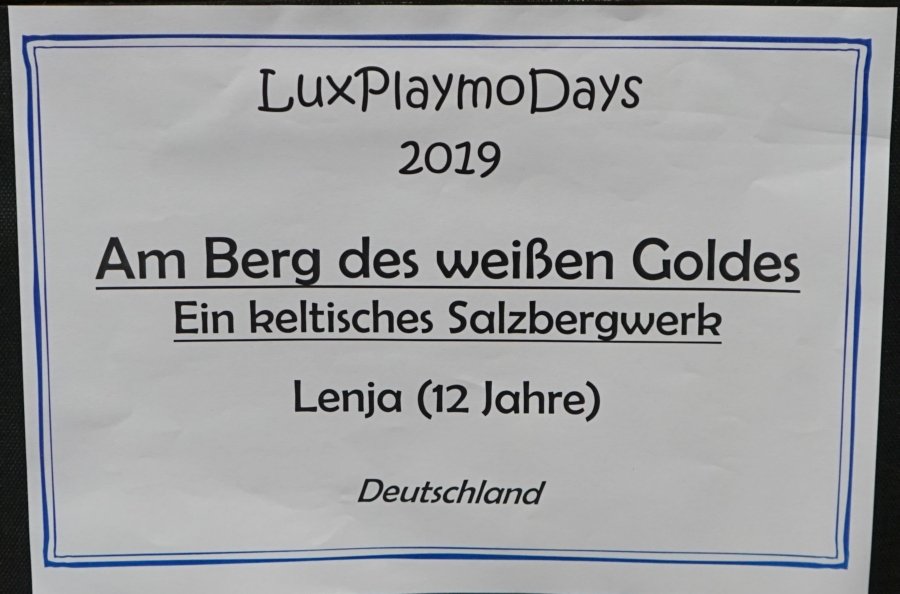 LuxPlaymoDays
2019
Am Berg des weißen Goldes
Ein keltisches Salzbergwerk
Lenja (12 Jahre)
Deutschland